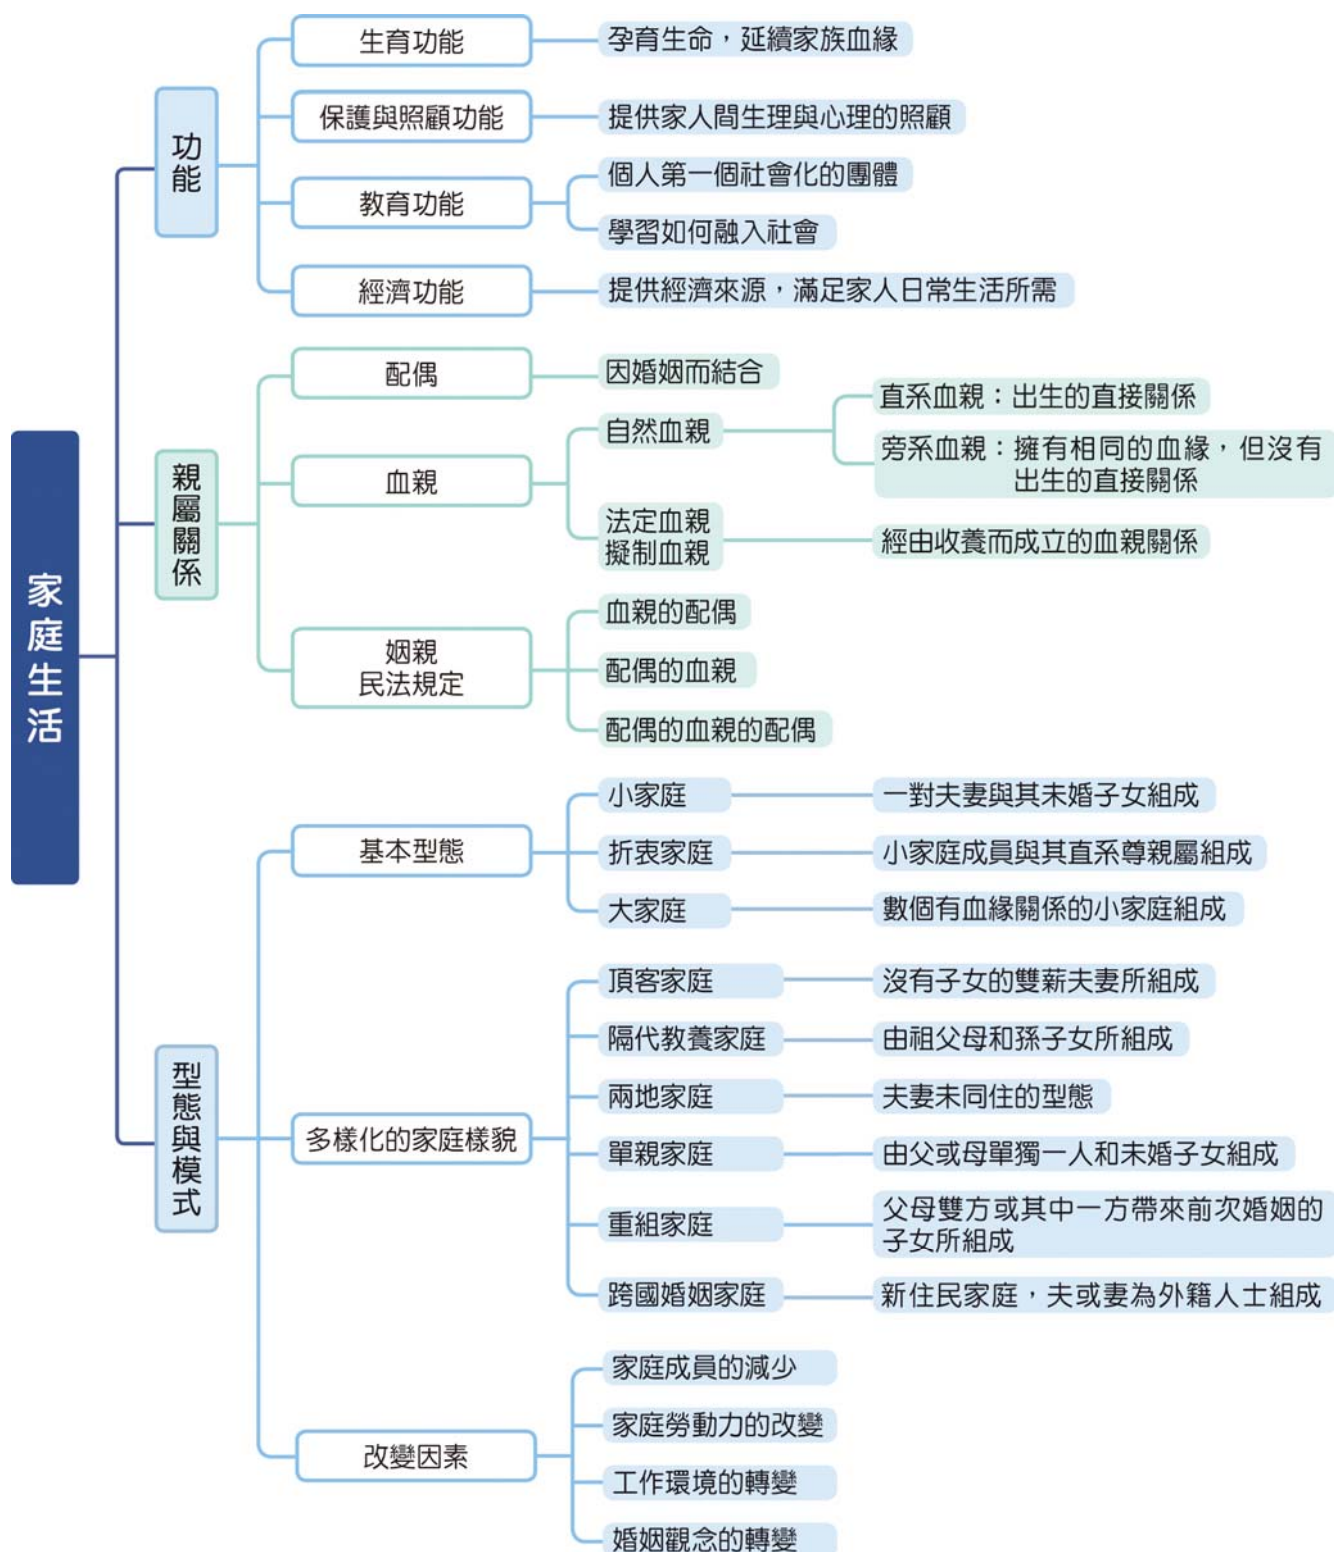 家庭生活
功能
生育功能
孕育生命，延續家族血緣
保護與照顧功能
提供家人間生理與心理的照顧
教育功能
個人第一個社會化的團體
學習如何融入社會
經濟功能
提供經濟來源，滿足家人日常生活所需
親屬關係
配偶
因婚姻而結合
血親
自然血親
直系血親：出生的直接關係
旁系血親：擁有相同的血緣，但沒有
出生的直接關係
法定血親
擬制血親
經由收養而成立的血親關係
姻親
民法規定
血親的配偶
配偶的血親
配偶的血親的配偶
型態與模式
基本型態
小家庭
一對夫妻與其未婚子女組成
折衷家庭
小家庭成員與其直系尊親屬組成
大家庭
數個有血緣關係的小家庭組成
多樣化的家庭樣貌
頂客家庭
沒有子女的雙薪夫妻所組成
隔代教養家庭
由祖父母和孫子女所組成
兩地家庭
夫妻未同住的型態
單親家庭
由父或母單獨一人和未婚子女組成
重組家庭
父母雙方或其中一方帶來前次婚姻的
子女所組成
跨國婚姻家庭
新住民家庭，夫或妻為外籍人士組成
改變因素
家庭成員的減少
家庭勞動力的改變
工作環境的轉變
婚姻觀念的轉變